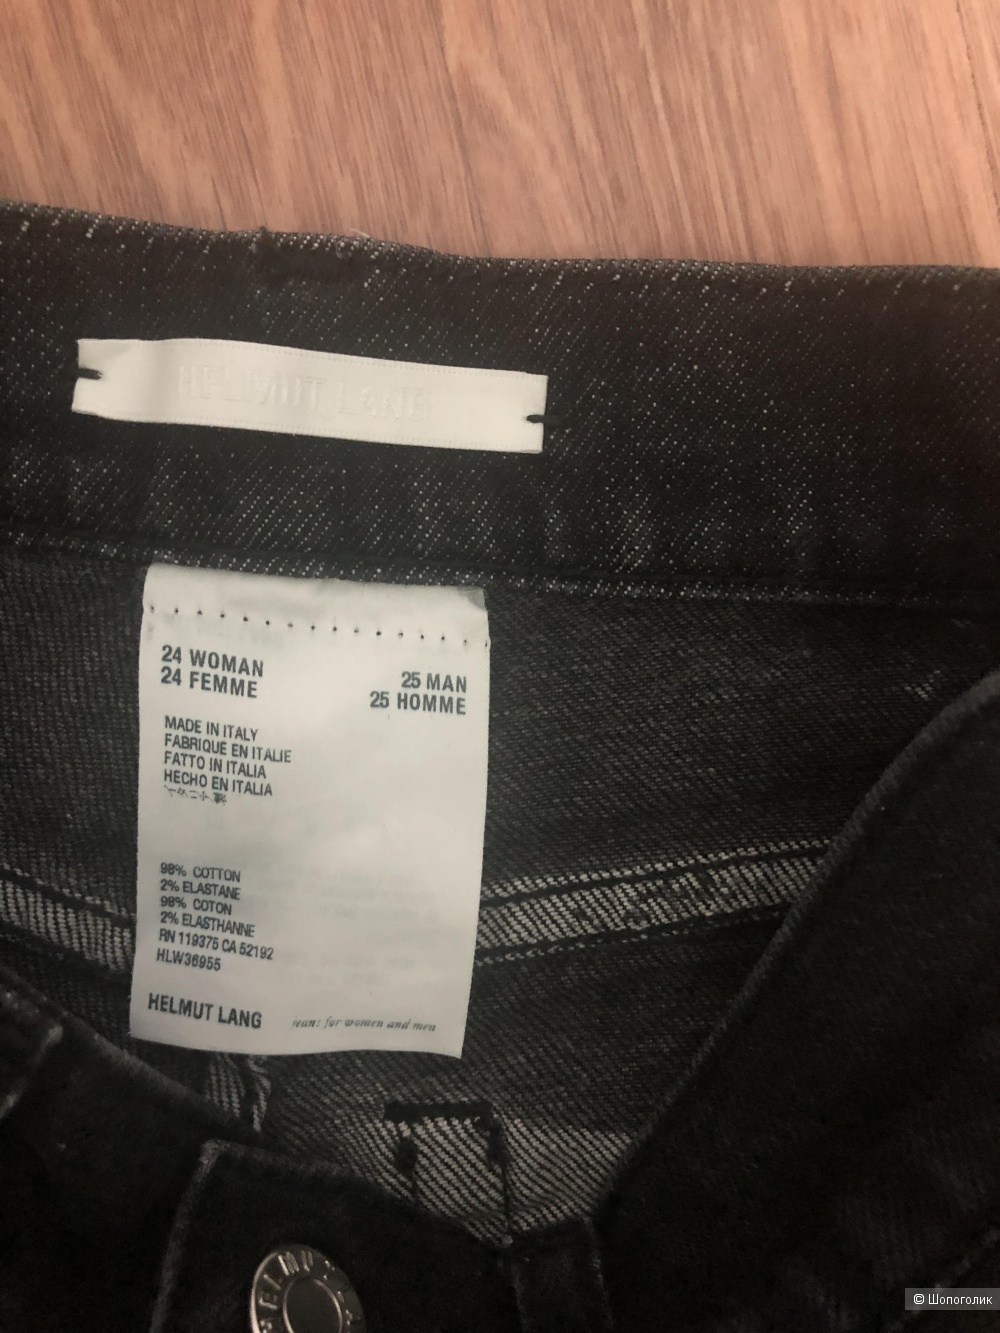 HELMUT LANG
24 WOMAN
24 FEMME
25 MAN
25 HOMME
MADE IN ITALY
FABRIQUE EN ITALIE
FATTO IN ITALIA
HECHO EN ITALIA
98% COTTON
2% ELASTANE
98% COTON
2% ELASTHANNE
RN 119375 CA 52192
HLW36955
HELMUT LANG
jeans for women and men
© Шопоголик